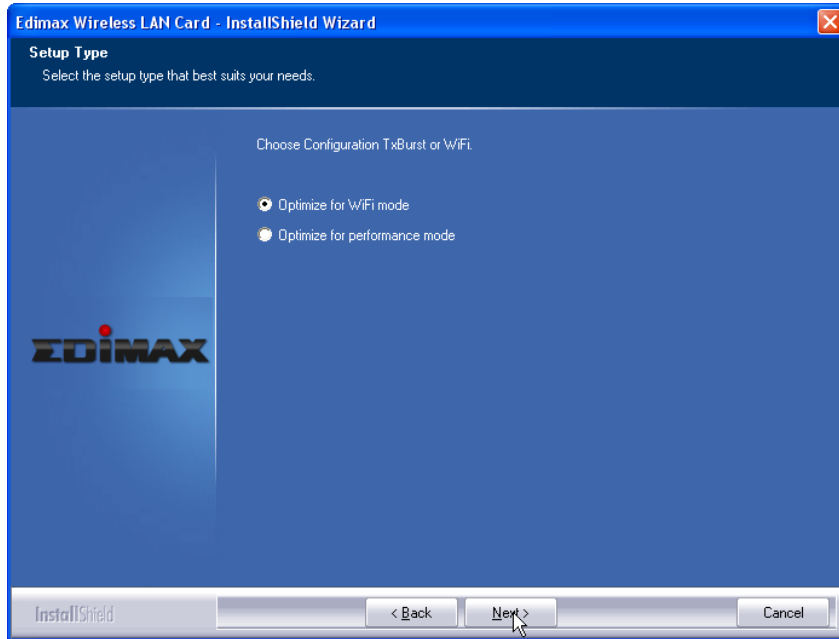 Edimax Wireless LAN Card - InstallShield Wizard
Setup Type
Select the setup type that best suits your needs.
Choose Configuration TxBurst or WiFi.
Optimize for WiFi mode
Optimize for performance mode
EDIMAX
InstallShield
< Back
Next >
Cancel